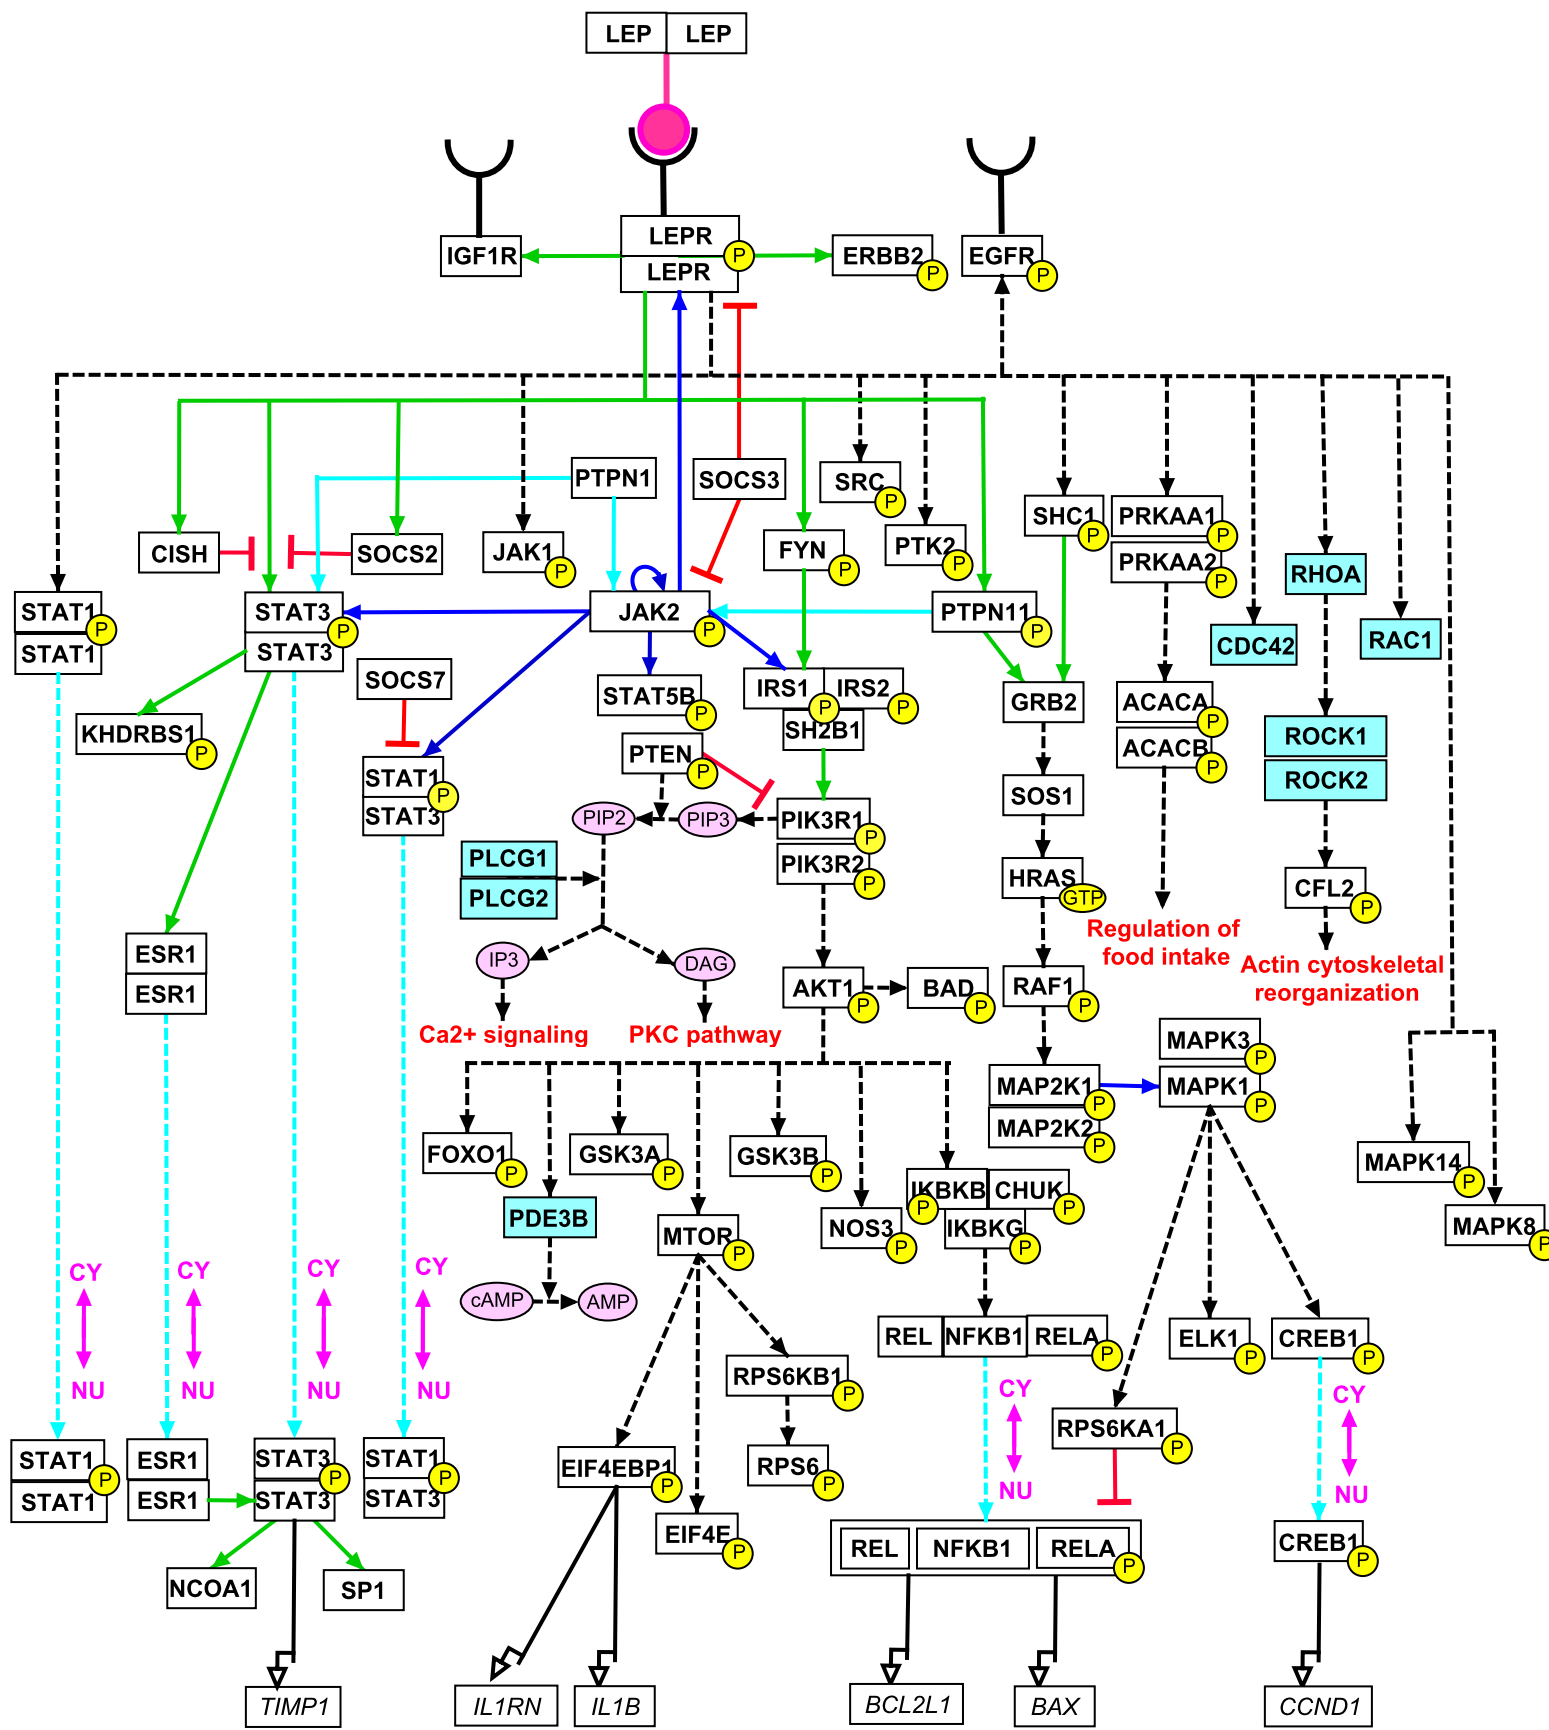 LEP LEP
LEPR
IGF1R
P
ERBB2
P
EGFR
P
LEPR
PTPN1
SOCS3
SRC
P
SHC1
P
PRKAA1
P
CISH
SOCS2
JAK1
P
FYN
P
PTK2
P
PRKAA2
P
RHOA
STAT1
P
STAT1
STAT3
P
STAT3
JAK2
P
PTPN11
P
CDC42
RAC1
SOCS7
STAT5B
P
IRS1
P
IRS2
P
SH2B1
GRB2
ACACA
P
ACACB
P
KHDRBS1
P
ROCK1
ROCK2
PTEN
P
STAT1
P
STAT3
PIP2
PIP3
PIK3R1
P
PIK3R2
P
SOS1
PLCG1
PLCG2
HRAS
GTP
CFL2
P
Regulation of
food intake
ESR1
ESR1
IP3
DAG
AKT1
P
BAD
P
RAF1
P
Actin cytoskeletal
reorganization
Ca2+ signaling
PKC pathway
MAPK3
P
MAPK1
P
MAP2K1
P
MAP2K2
P
FOXO1
P
GSK3A
P
GSK3B
P
MAPK14
P
IKBKB
P
CHUK
P
IKBKG
P
PDE3B
MTOR
P
NOS3
P
MAPK8
P
CY
CY
CY
CY
cAMP
AMP
REL
NFKB1
RELA
P
ELK1
P
CREB1
P
NU
NU
NU
NU
RPS6KB1
P
CY
CY
RPS6KA1
P
STAT1
P
STAT1
ESR1
ESR1
STAT3
P
STAT3
STAT1
P
STAT3
EIF4EBP1
P
RPS6
P
NU
NU
EIF4E
P
REL
NFKB1
RELA
P
CREB1
P
NCOA1
SP1
TIMP1
IL1RN
IL1B
BCL2L1
BAX
CCND1